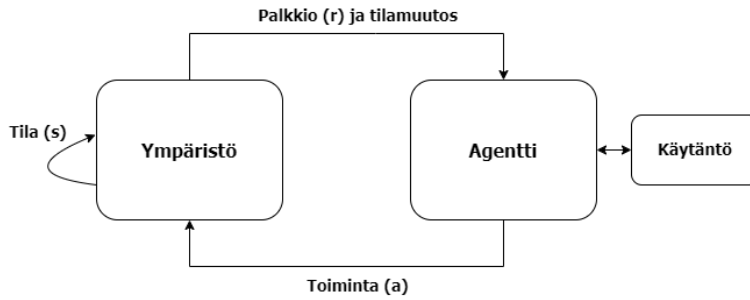 Palkkio (r) ja tilamuutos
Tila (s)
Ympäristö
Agentti
Käytäntö
Toiminta (a)